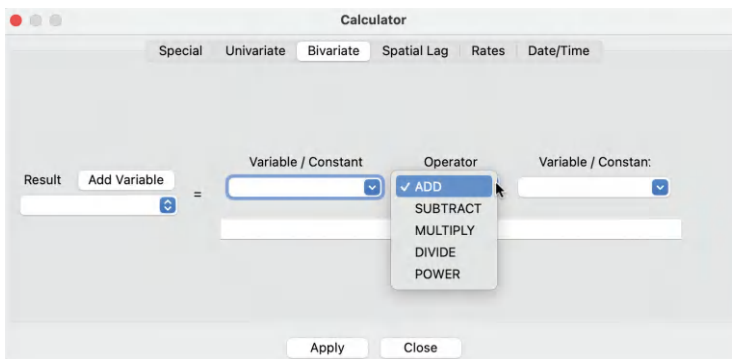 Calculator
Special Univariate Bivariate Spatial Lag Rates Date/Time
Variable / Constant Operator Variable / Constan:
Result Add Variable = ✓ ADD
SUBTRACT
MULTIPLY
DIVIDE
POWER
Apply Close